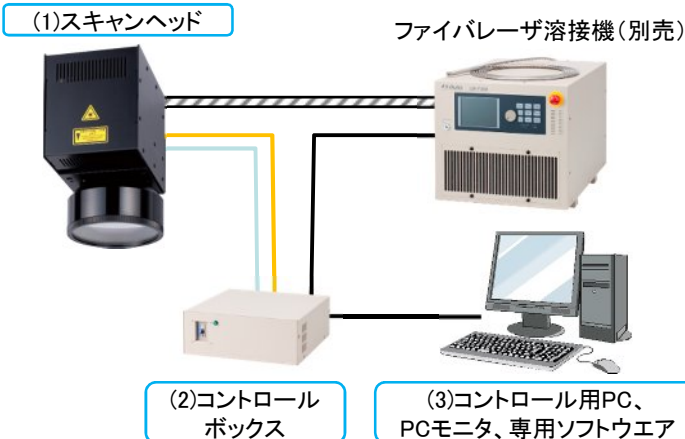 (1)スキャンヘッド
ファイバレーザ溶接機(別売)
(2)コントロール
ボックス
(3)コントロール用PC、
PCモニタ、専用ソフトウエア